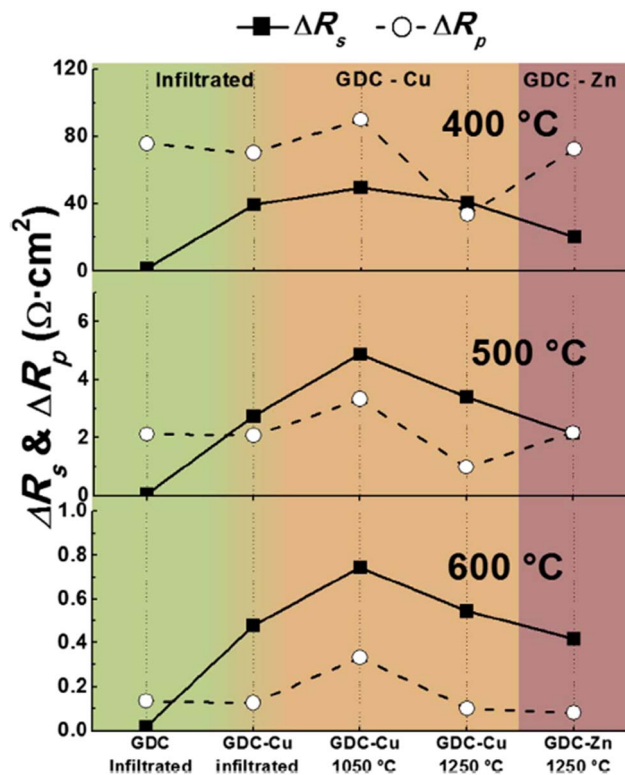 ΔRs ΔRp
Infiltrated GDC - Cu GDC - Zn
400 °C
120
80
40
0
500 °C
6
4
2
0
600 °C
1.0
0.8
0.6
0.4
0.2
0.0
ΔRs & ΔRp (Ω·cm²)
GDC Infiltrated
GDC-Cu infiltrated
GDC-Cu 1050 °C
GDC-Cu 1250 °C
GDC-Zn 1250 °C